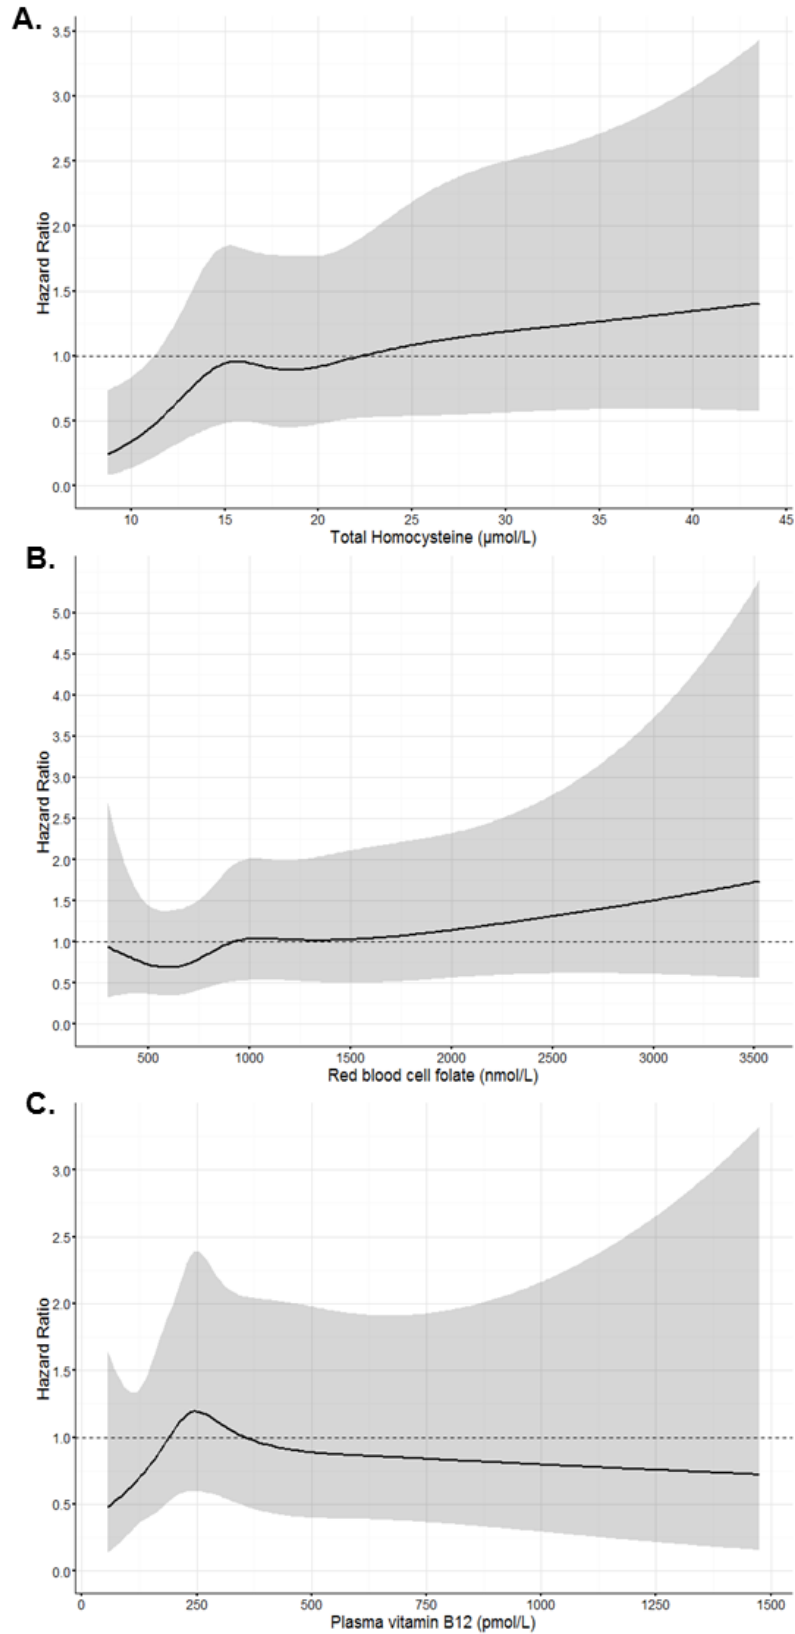 A.
Hazard Ratio
3.5
3.0
2.5
2.0
1.5
1.0
0.5
0.0
10 15 20 25 30 35 40 45
Total Homocysteine (µmol/L)
B.
Hazard Ratio
5.0
4.5
4.0
3.5
3.0
2.5
2.0
1.5
1.0
0.5
0.0
500 1000 1500 2000 2500 3000 3500
Red blood cell folate (nmol/L)
C.
Hazard Ratio
3.0
2.5
2.0
1.5
1.0
0.5
0.0
0 250 500 750 1000 1250 1500
Plasma vitamin B12 (pmol/L)